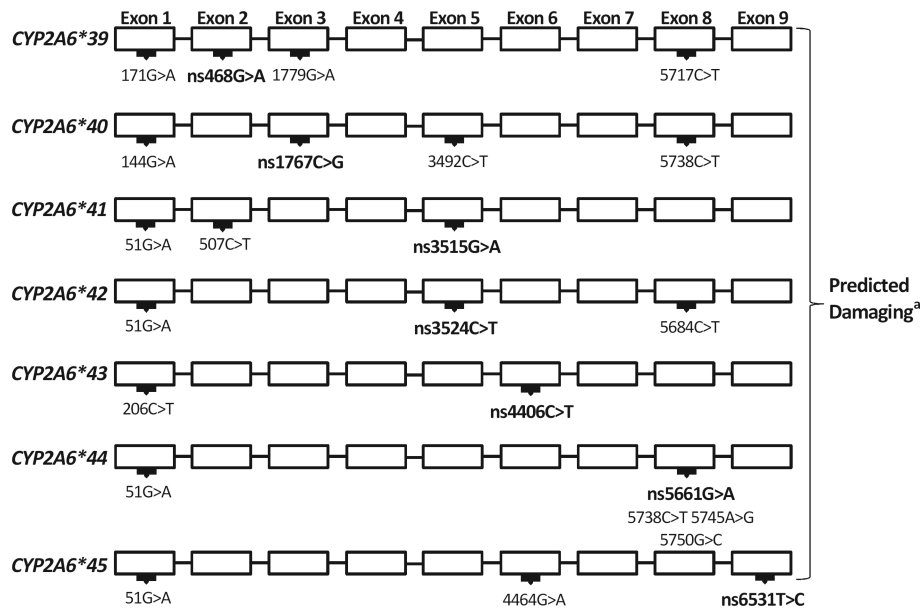 Exon 1 Exon 2 Exon 3 Exon 4 Exon 5 Exon 6 Exon 7 Exon 8 Exon 9
CYP2A6*39
171G>A ns468G>A 1779G>A 5717C>T
CYP2A6*40
144G>A ns1767C>G 3492C>T 5738C>T
CYP2A6*41
51G>A 507C>T ns3515G>A
CYP2A6*42
51G>A ns3524C>T 5684C>T
CYP2A6*43
206C>T ns4406C>T
CYP2A6*44
51G>A ns5661G>A
5738C>T 5745A>G
5750G>C
CYP2A6*45
51G>A 4464G>A ns6531T>C
Predicted
Damaginga